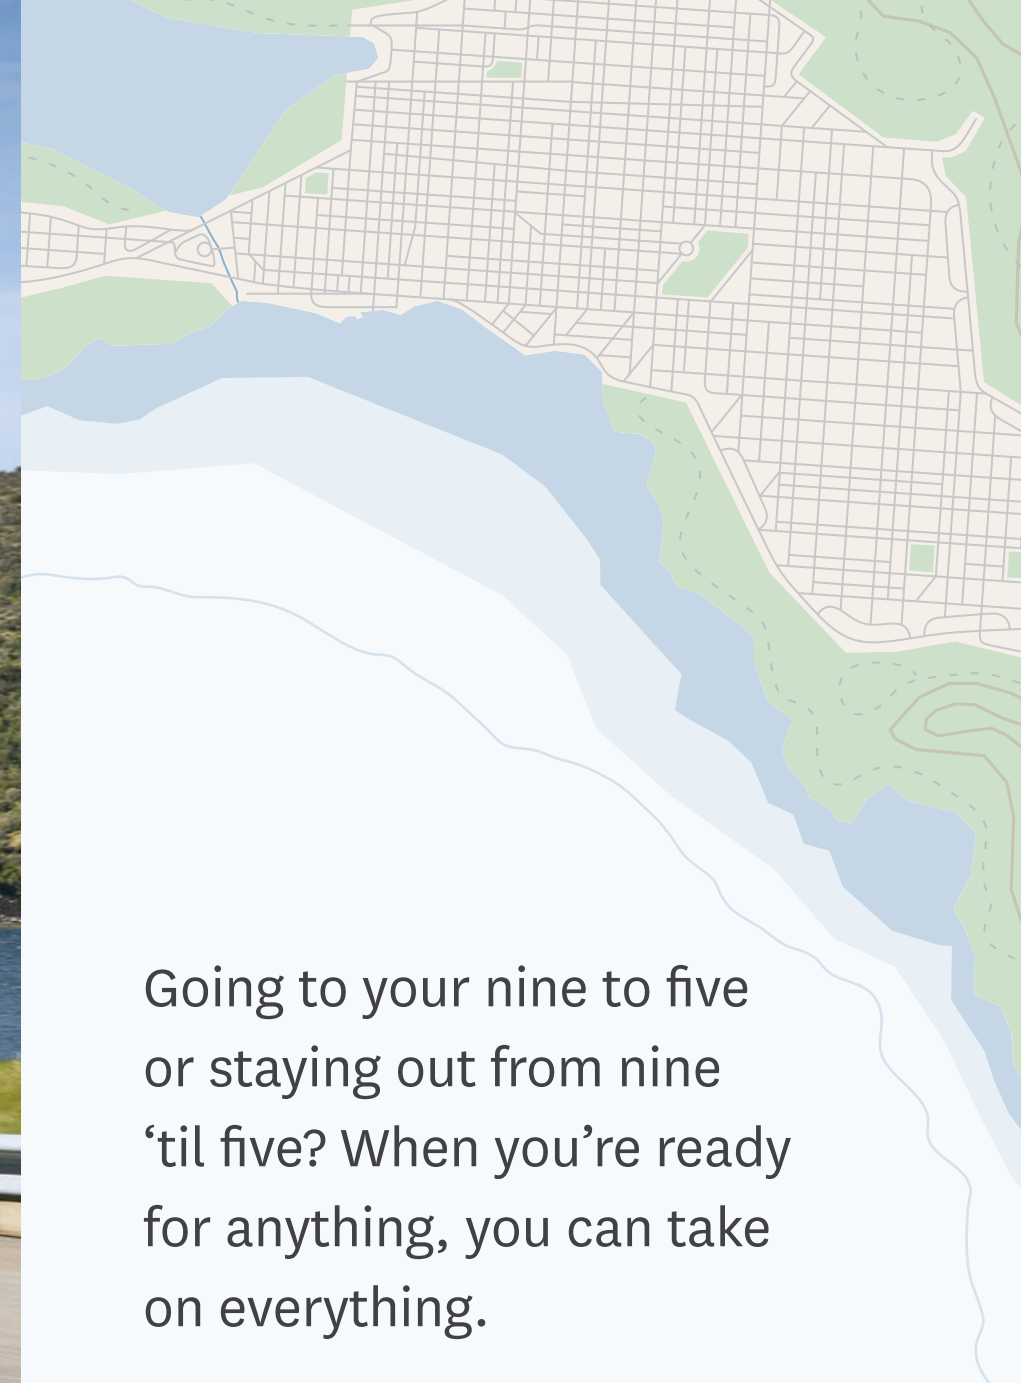 Going to your nine to five
or staying out from nine
‘til five? When you’re ready
for anything, you can take
on everything.